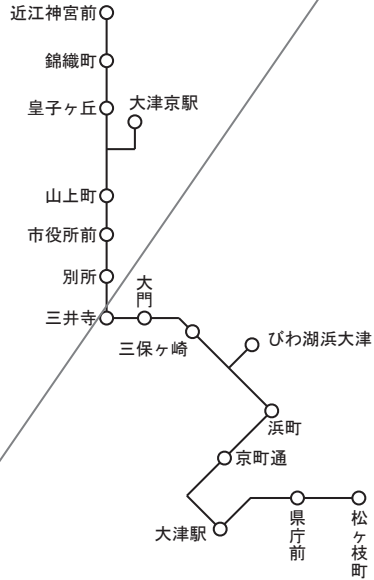 近江神宮前
錦織町
皇子ヶ丘
大津京駅
山上町
市役所前
別所
三井寺
大門
三保ヶ崎
びわ湖浜大津
浜町
京町通
大津駅
県庁前
松ヶ枝町